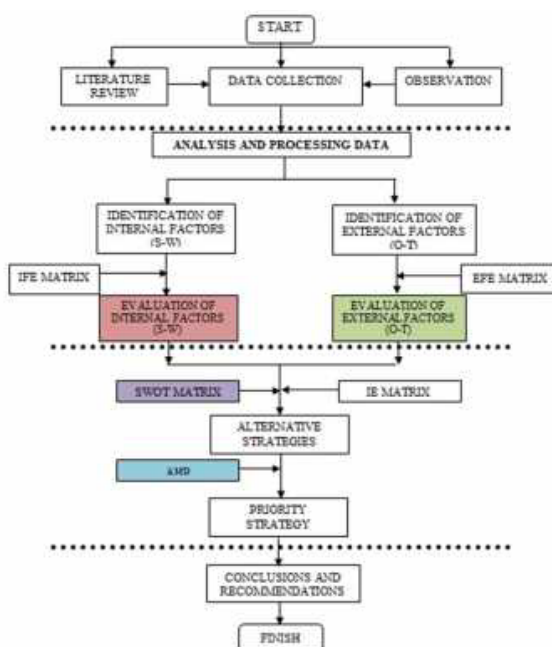 START
LITERATURE
REVIEW
DATA COLLECTION
OBSERVATION
ANALYSIS AND PROCESSING DATA
IDENTIFICATION OF
INTERNAL FACTORS
(S-W)
IDENTIFICATION OF
EXTERNAL FACTORS
(O-T)
IFE MATRIX
EFE MATRIX
EVALUATION OF
INTERNAL FACTORS
(S-W)
EVALUATION OF
EXTERNAL FACTORS
(O-T)
SWOT MATRIX
IE MATRIX
ALTERNATIVE
STRATEGIES
PRIORITY
STRATEGY
CONCLUSIONS AND
RECOMMENDATIONS
FINISH